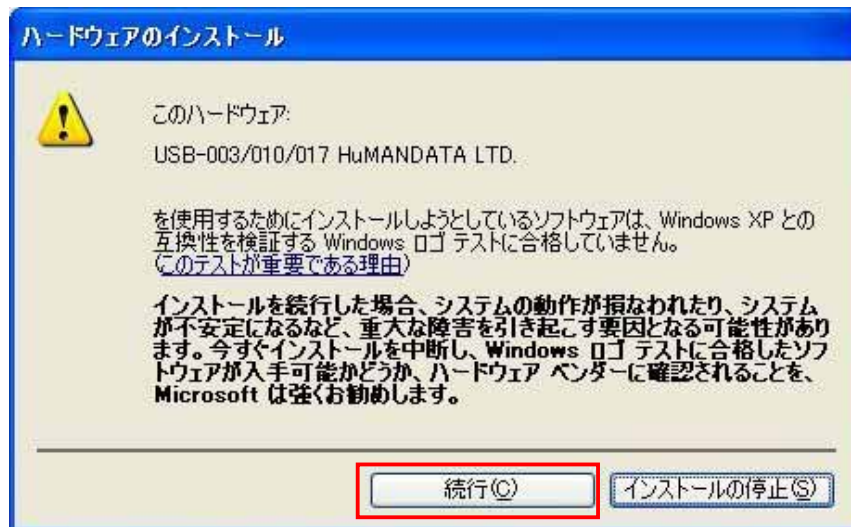 ハードウェアのインストール
このハードウェア:
USB-003/010/017 HuMANDATA LTD.
を使用するためにインストールしようとしているソフトウェアは、Windows XP との
互換性を検証する Windows ロゴ テストに合格していません。
(このテストが重要である理由)
インストールを続行した場合、システムの動作が損なわれたり、システム
が不安定になるなど、重大な障害を引き起こす要因となる可能性があり
ます。今すぐインストールを中断し、Windows ロゴ テストに合格したソフ
トウェアが入手可能かどうか、ハードウェア ベンダーに確認されることを、
Microsoft は強くお勧めします。
続行(C)
インストールの停止(S)